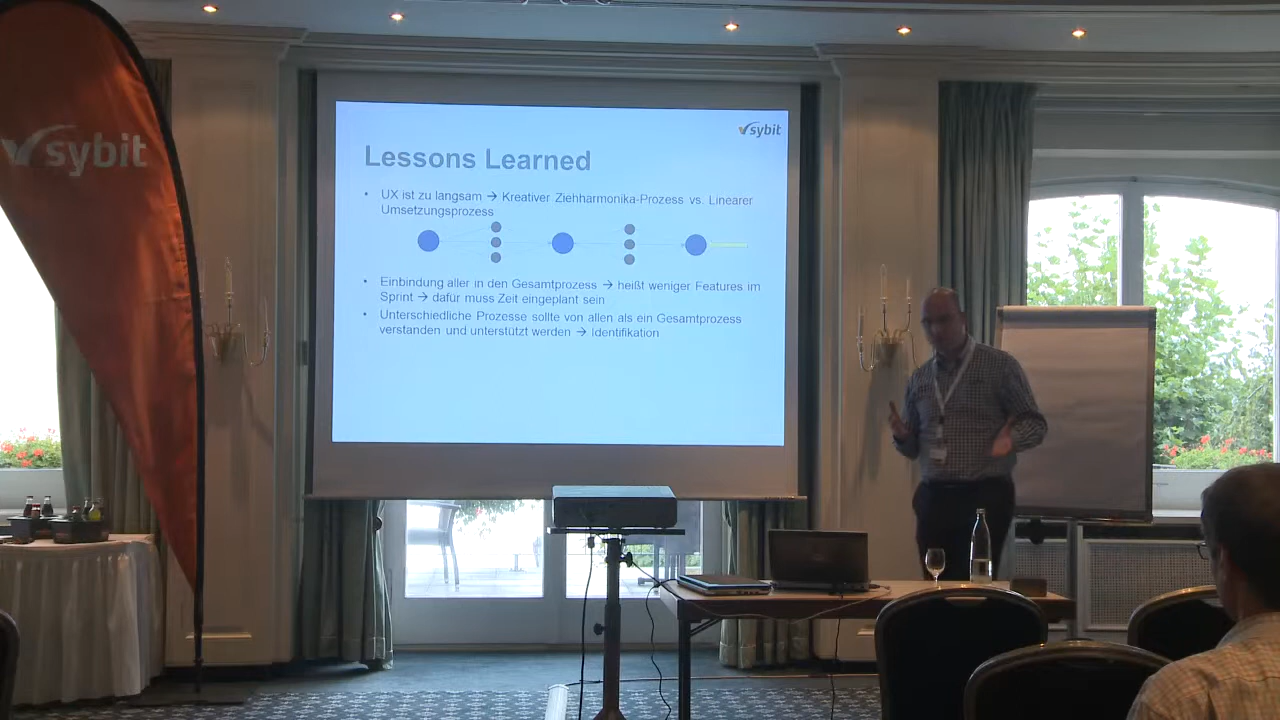 sybit
sybit
Lessons Learned
• UX ist zu langsam → Kreativer Ziehharmonika-Prozess vs. Linearer
Umsetzungsprozess
• Einbindung aller in den Gesamtprozess → heißt weniger Features im
Sprint → dafür muss Zeit eingeplant sein
• Unterschiedliche Prozesse sollte von allen als ein Gesamtprozess
verstanden und unterstützt werden → Identifikation